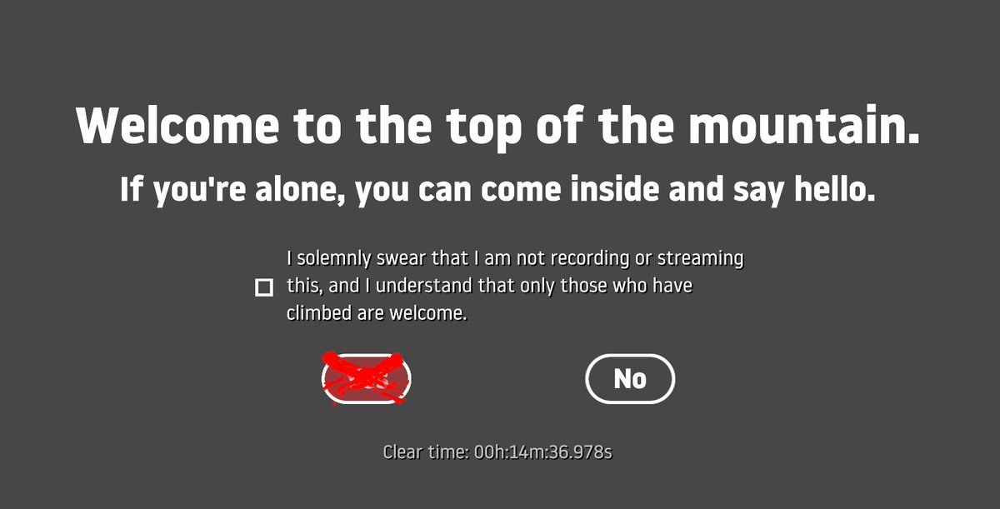 Welcome to the top of the mountain.
If you're alone, you can come inside and say hello.
I solemnly swear that I am not recording or streaming
this, and I understand that only those who have
climbed are welcome.
No
Clear time: 00h:14m:36.978s